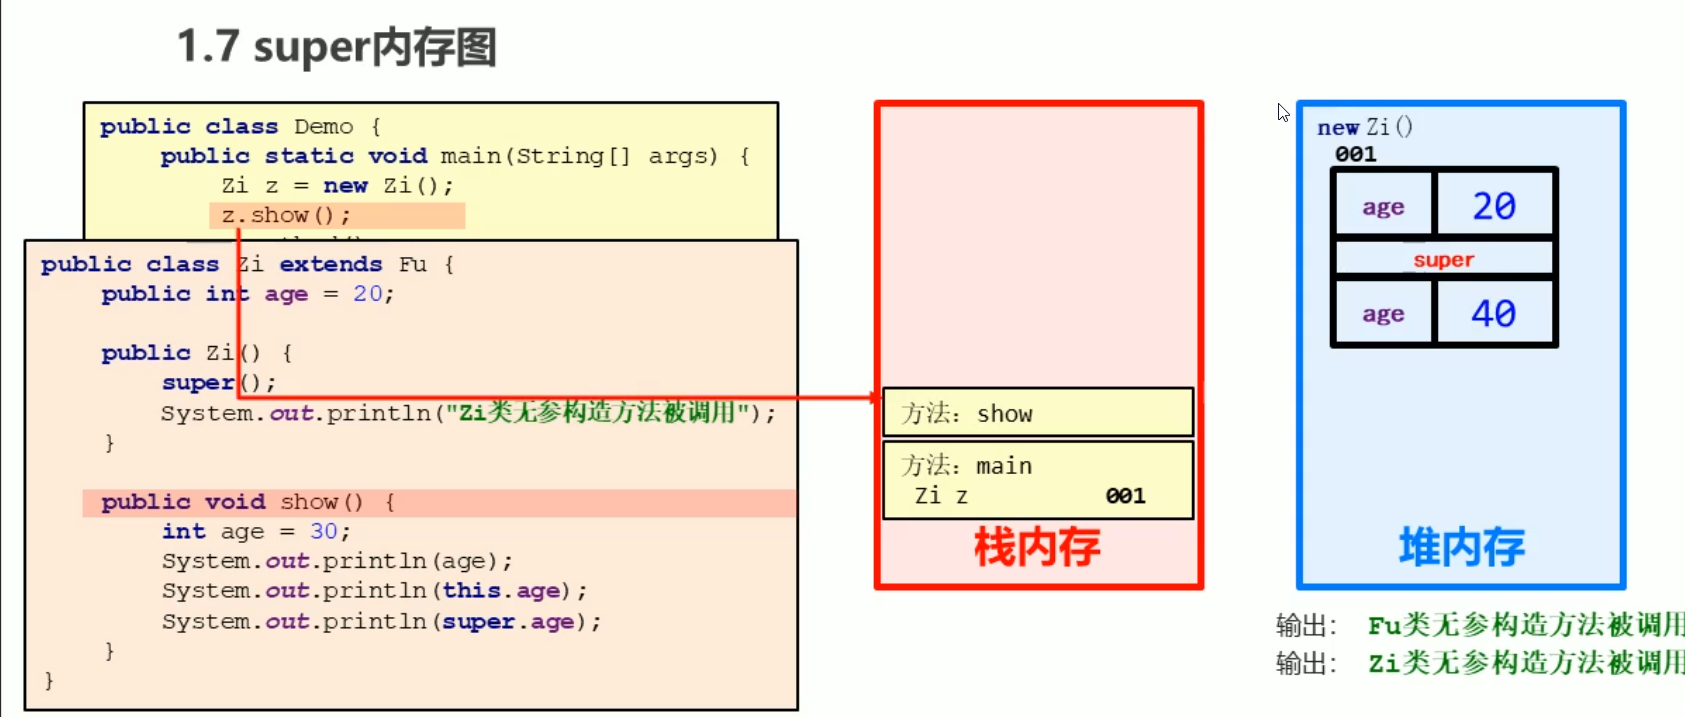 1.7 super内存图
public class Demo {
public static void main(String[] args) {
Zi z = new Zi();
z.show();
public class Zi extends Fu {
public int age = 20;
public Zi() {
super();
System.out.println("Zi类无参构造方法被调用");
}
public void show() {
int age = 30;
System.out.println(age);
System.out.println(this.age);
System.out.println(super.age);
}
}
方法：show
方法：main
Zi z 001
栈内存
new Zi()
001
age 20
super
age 40
堆内存
输出： Fu类无参构造方法被调用
输出： Zi类无参构造方法被调用